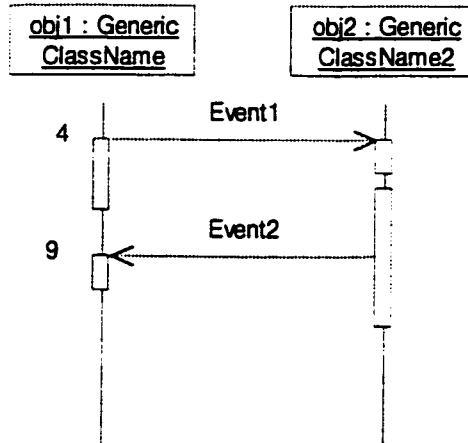 obj1 : Generic
ClassName
obj2 : Generic
ClassName2
4
Event1
9
Event2